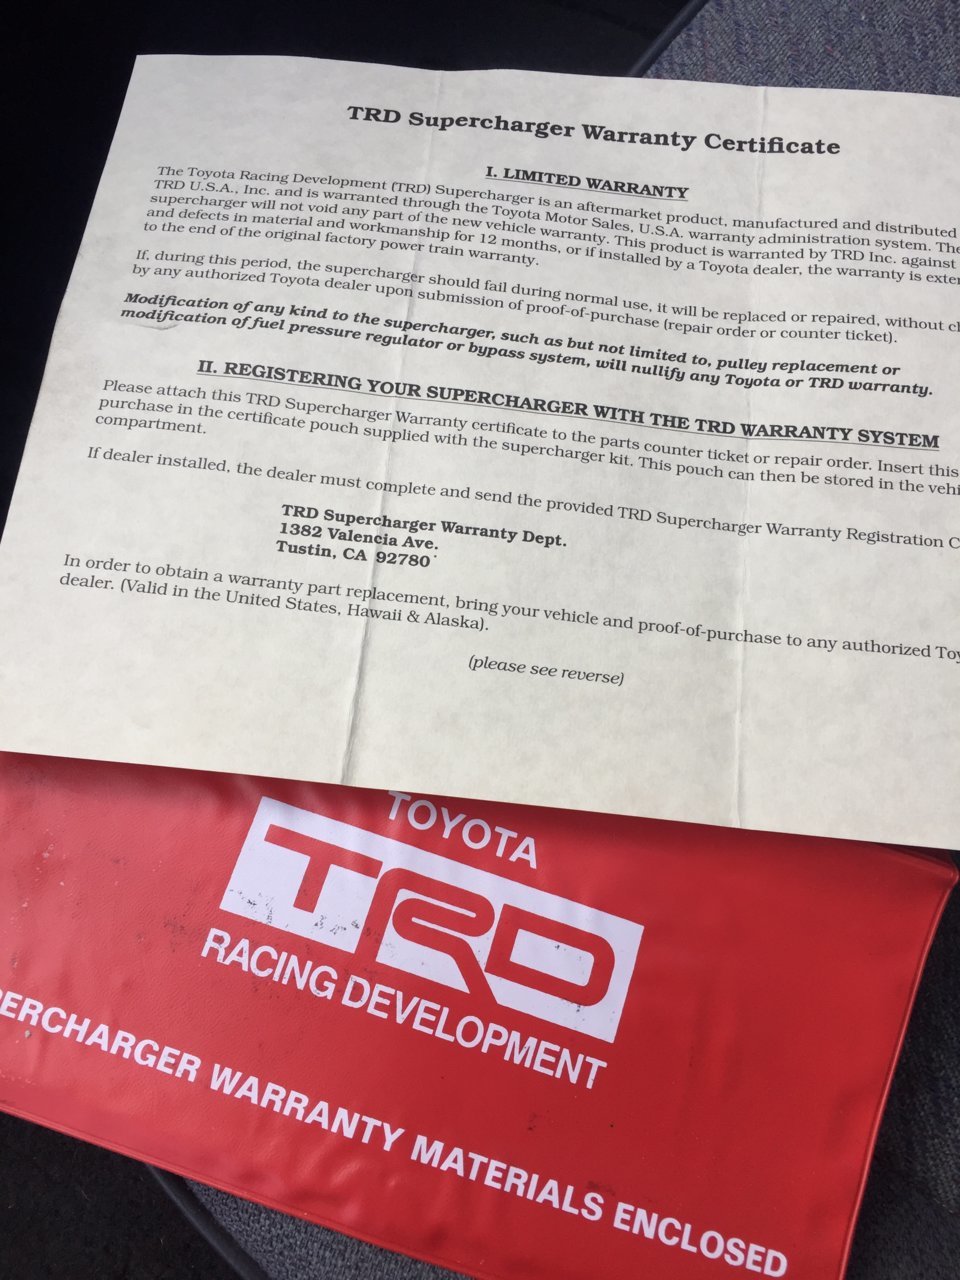 TRD Supercharger Warranty Certificate
I. LIMITED WARRANTY
The Toyota Racing Development (TRD) Supercharger is an aftermarket product, manufactured and distributed
TRD U.S.A., Inc. and is warranted through the Toyota Motor Sales, U.S.A. warranty administration system. The
supercharger will not void any part of the new vehicle warranty. This product is warranted by TRD Inc. against
and defects in material and workmanship for 12 months, or if installed by a Toyota dealer, the warranty is exten
to the end of the original factory power train warranty.
If, during this period, the supercharger should fail during normal use, it will be replaced or repaired, without ch
by any authorized Toyota dealer upon submission of proof-of-purchase (repair order or counter ticket).
Modification of any kind to the supercharger, such as but not limited to, pulley replacement or
modification of fuel pressure regulator or bypass system, will nullify any Toyota or TRD warranty.
II. REGISTERING YOUR SUPERCHARGER WITH THE TRD WARRANTY SYSTEM
Please attach this TRD Supercharger Warranty certificate to the parts counter ticket or repair order. Insert this
purchase in the certificate pouch supplied with the supercharger kit. This pouch can then be stored in the vehi
compartment.
If dealer installed, the dealer must complete and send the provided TRD Supercharger Warranty Registration C
TRD Supercharger Warranty Dept.
1382 Valencia Ave.
Tustin, CA 92780
In order to obtain a warranty part replacement, bring your vehicle and proof-of-purchase to any authorized Toy
dealer. (Valid in the United States, Hawaii & Alaska).
(please see reverse)
TOYOTA
TRD
RACING DEVELOPMENT
PERCHARGER WARRANTY MATERIALS ENCLOSED